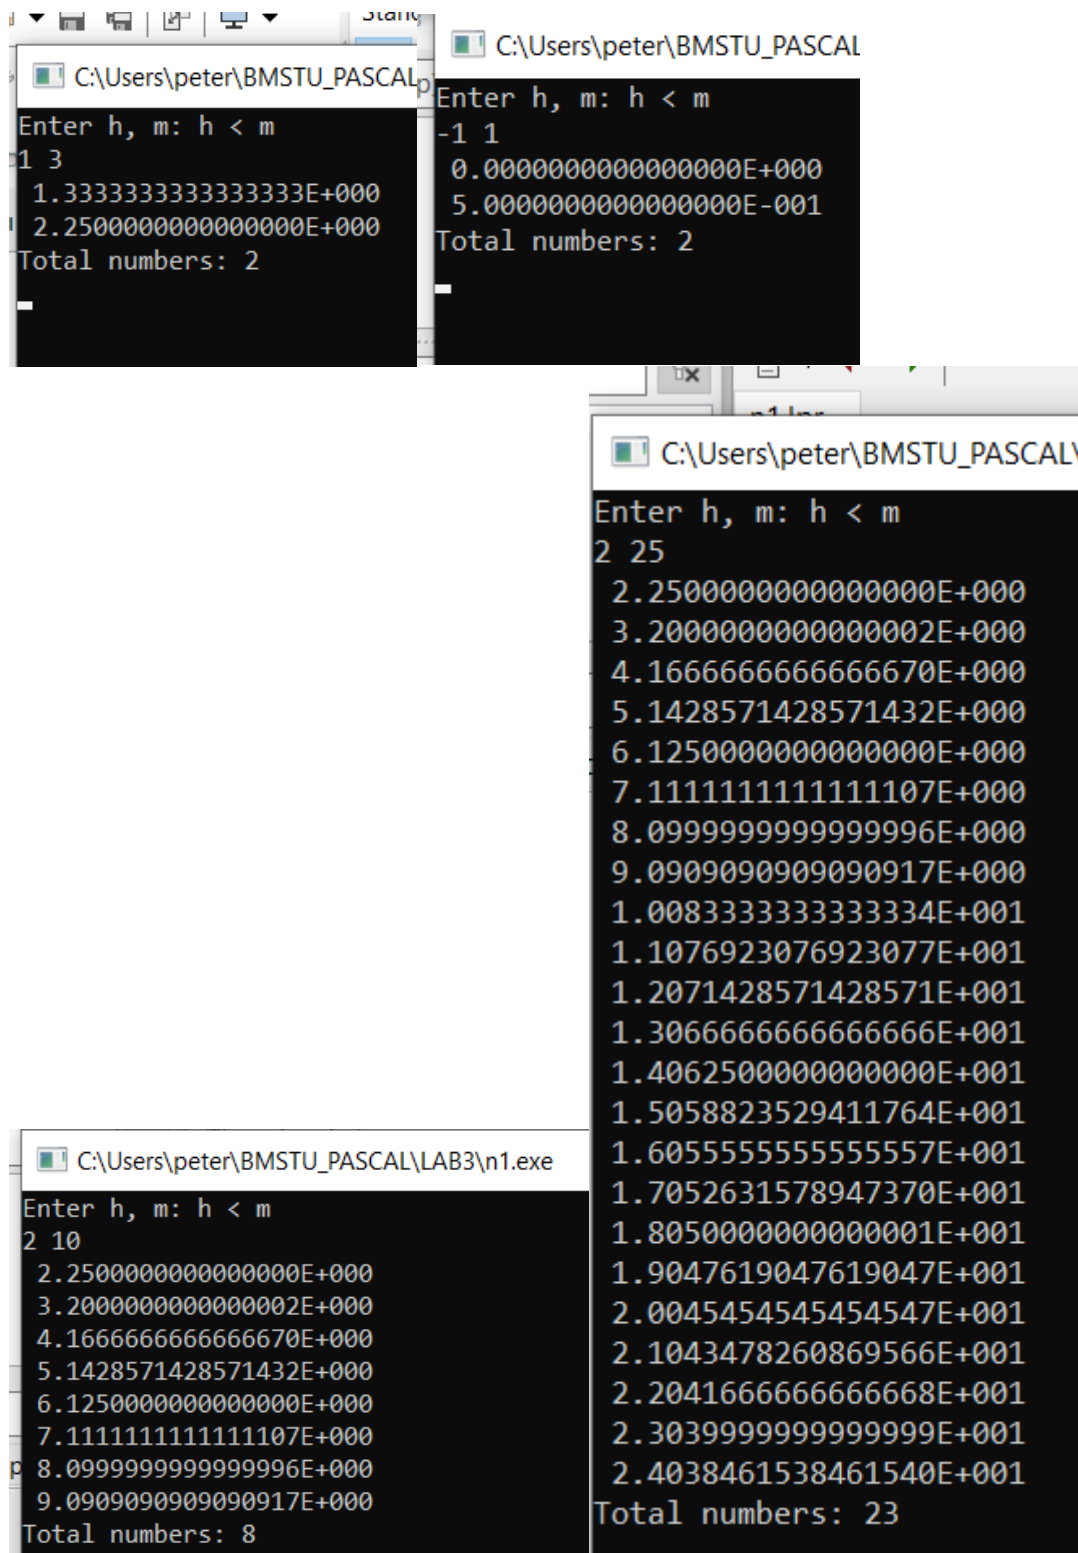 C:\Users\peter\BMSTU_PASCAL
Enter h, m: h < m
1 3
1.3333333333333333E+000
2.2500000000000000E+000
Total numbers: 2
C:\Users\peter\BMSTU_PASCAL
Enter h, m: h < m
-1 1
0.0000000000000000E+000
5.0000000000000000E-001
Total numbers: 2
C:\Users\peter\BMSTU_PASCAL\
Enter h, m: h < m
2 25
2.2500000000000000E+000
3.2000000000000002E+000
4.1666666666666670E+000
5.1428571428571432E+000
6.1250000000000000E+000
7.1111111111111107E+000
8.0999999999999996E+000
9.0909090909090917E+000
1.0083333333333334E+001
1.1076923076923077E+001
1.2071428571428571E+001
1.3066666666666666E+001
1.4062500000000000E+001
1.5058823529411764E+001
1.6055555555555557E+001
1.7052631578947370E+001
1.8050000000000001E+001
1.9047619047619047E+001
2.0045454545454547E+001
2.1043478260869566E+001
2.2041666666666668E+001
2.3039999999999999E+001
2.4038461538461540E+001
Total numbers: 23
C:\Users\peter\BMSTU_PASCAL\LAB3\n1.exe
Enter h, m: h < m
2 10
2.2500000000000000E+000
3.2000000000000002E+000
4.1666666666666670E+000
5.1428571428571432E+000
6.1250000000000000E+000
7.1111111111111107E+000
8.0999999999999996E+000
9.0909090909090917E+000
Total numbers: 8